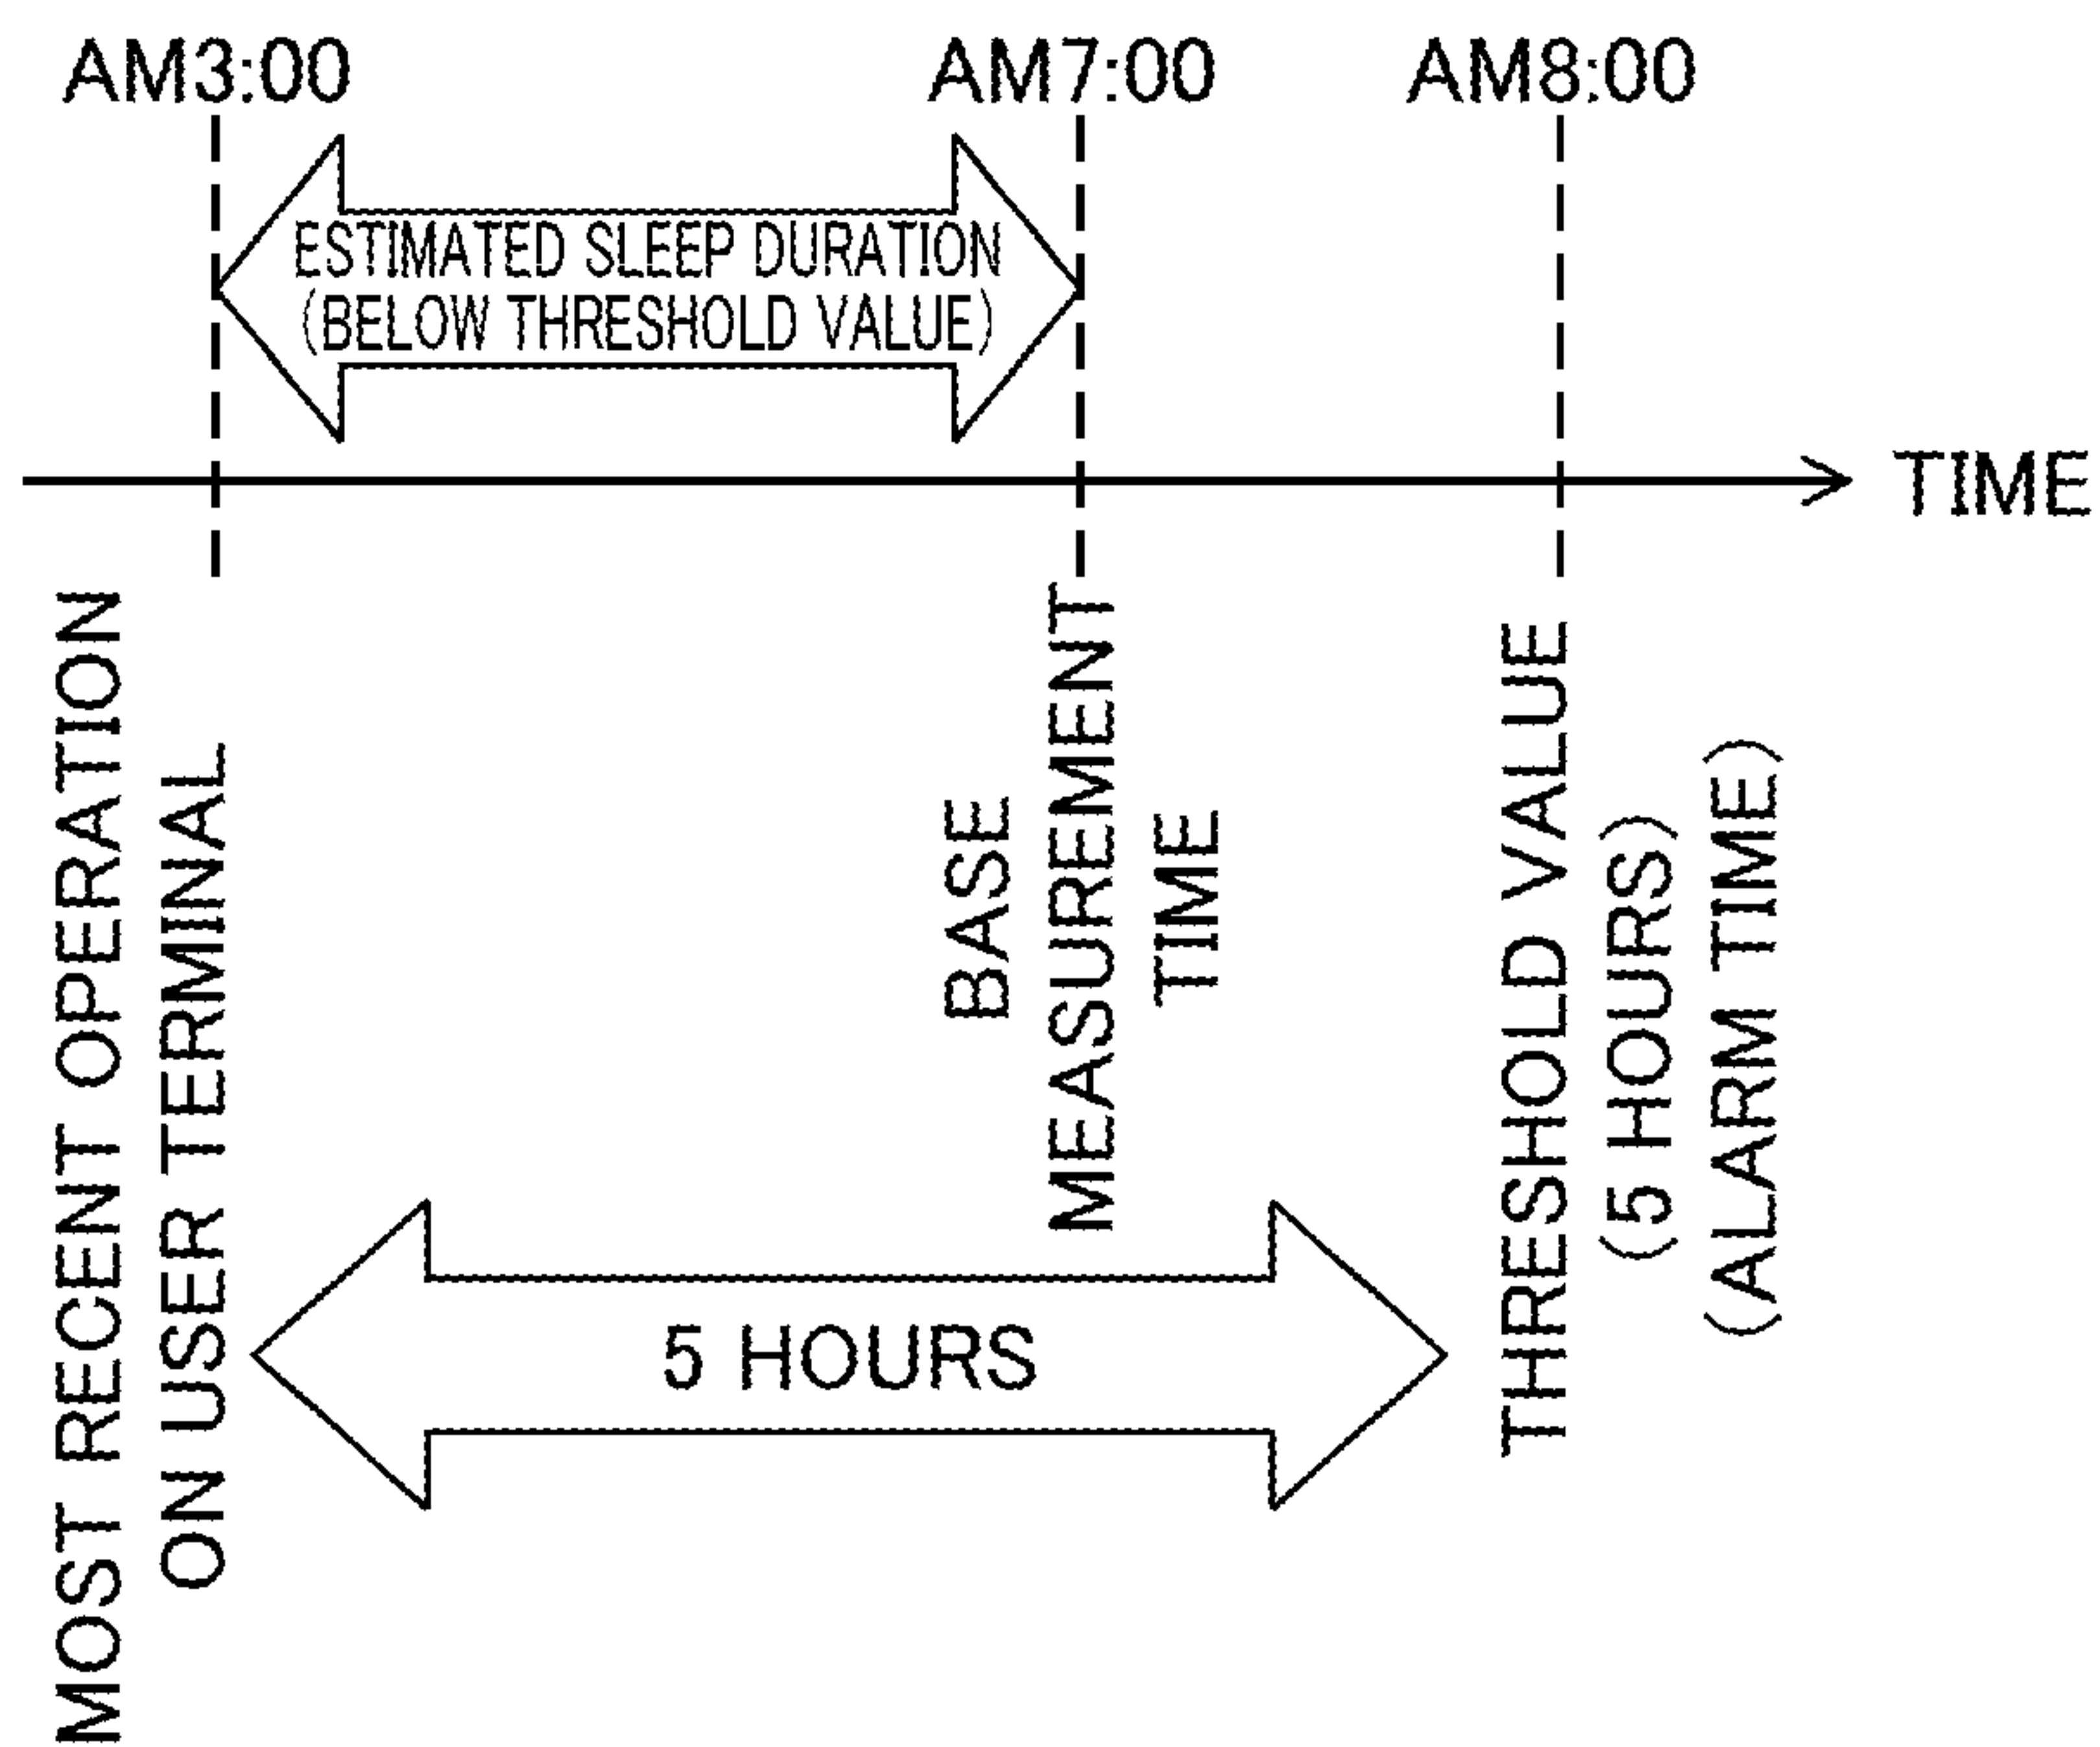 AM3:00
AM7:00
AM8:00
ESTIMATED SLEEP DURATION
(BELOW THRESHOLD VALUE)
TIME
MOST RECENT OPERATION
ON USER TERMINAL
BASE
MEASUREMENT
TIME
THRESHOLD VALUE
(5 HOURS)
(ALARM TIME)
5 HOURS